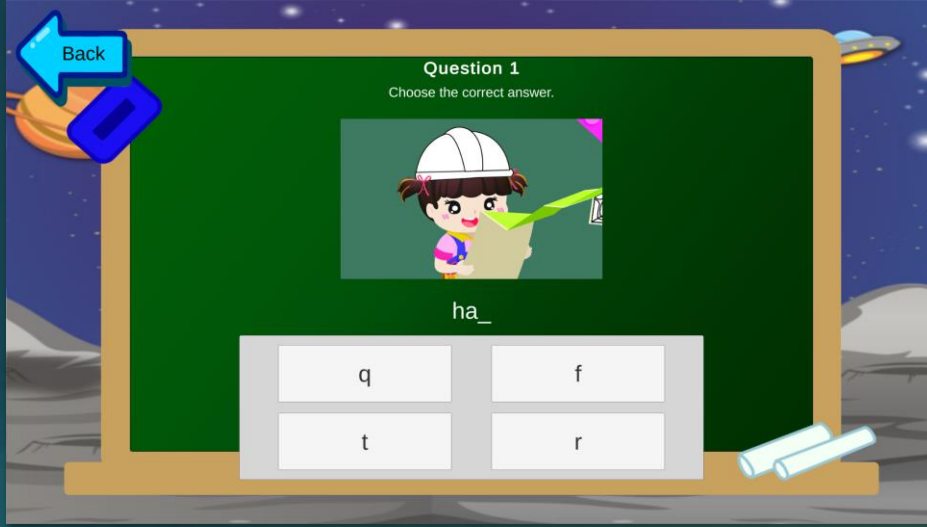 Back
Question 1
Choose the correct answer.
ha_
q
f
t
r